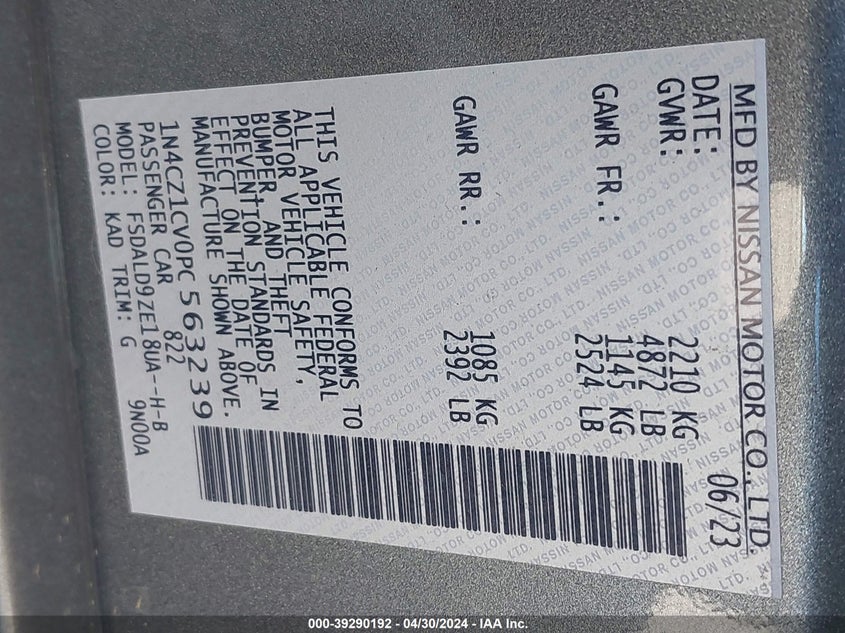 MFD BY NISSAN MOTOR CO., LTD.
DATE: 06/23
GVWR: 2210 KG
4872 LB
GAWR FR.: 1145 KG
2524 LB
GAWR RR.: 1085 KG
2392 LB
THIS VEHICLE CONFORMS TO
ALL APPLICABLE FEDERAL
MOTOR VEHICLE SAFETY,
BUMPER, AND THEFT
PREVENTION STANDARDS IN
EFFECT ON THE DATE OF
MANUFACTURE SHOWN ABOVE.
1N4CZ1CV0PC563239
PASSENGER CAR 822
MODEL: FSDALD9ZE18UA--H-B
COLOR: KAD TRIM: G 9N00A
000-39290192 - 04/30/2024 - IAA Inc.